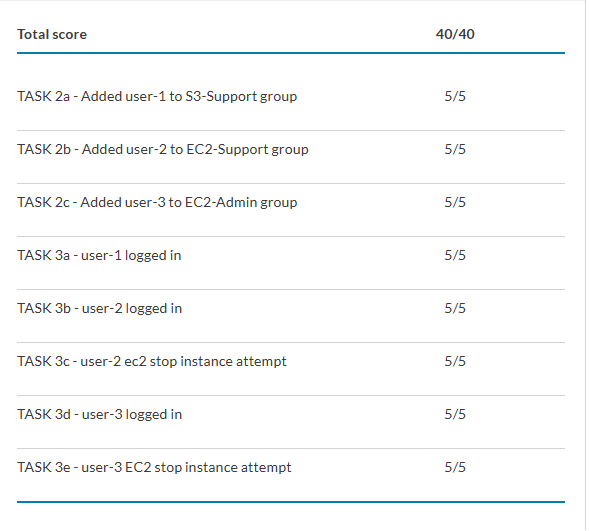 Total score 40/40
TASK 2a - Added user-1 to S3-Support group 5/5
TASK 2b - Added user-2 to EC2-Support group 5/5
TASK 2c - Added user-3 to EC2-Admin group 5/5
TASK 3a - user-1 logged in 5/5
TASK 3b - user-2 logged in 5/5
TASK 3c - user-2 ec2 stop instance attempt 5/5
TASK 3d - user-3 logged in 5/5
TASK 3e - user-3 EC2 stop instance attempt 5/5